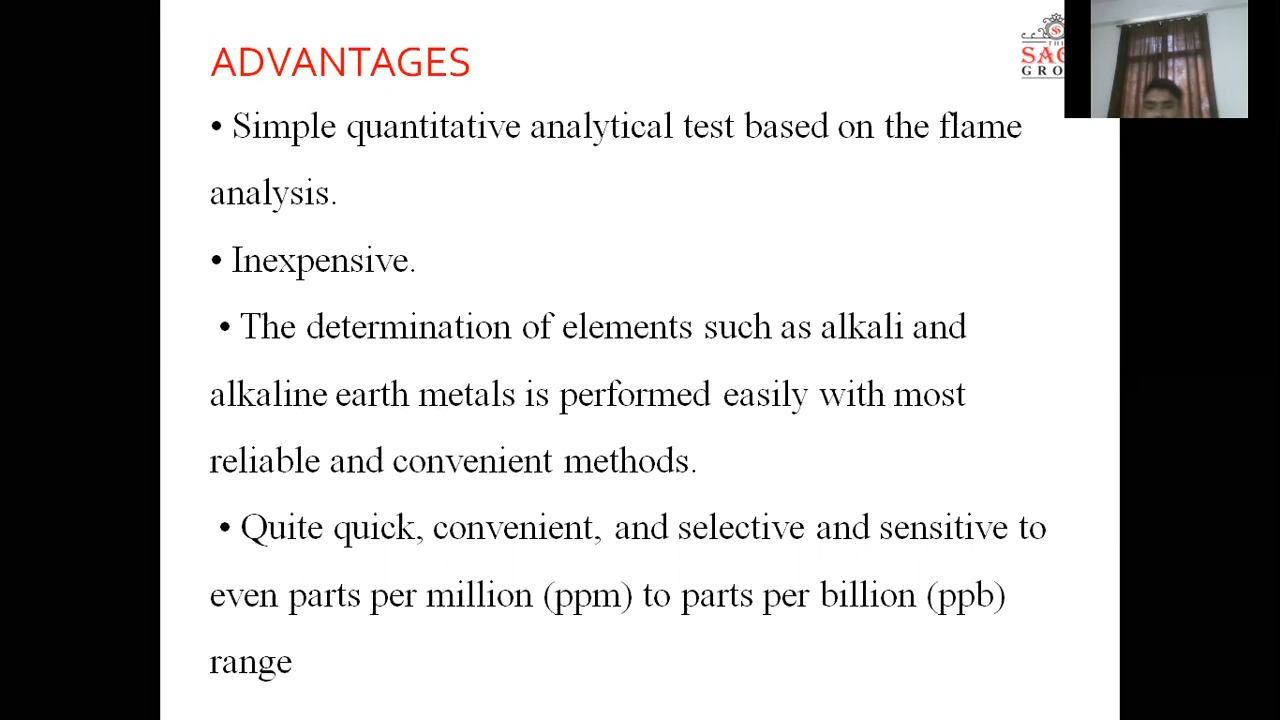 ADVANTAGES
• Simple quantitative analytical test based on the flame
analysis.
• Inexpensive.
• The determination of elements such as alkali and
alkaline earth metals is performed easily with most
reliable and convenient methods.
• Quite quick, convenient, and selective and sensitive to
even parts per million (ppm) to parts per billion (ppb)
range